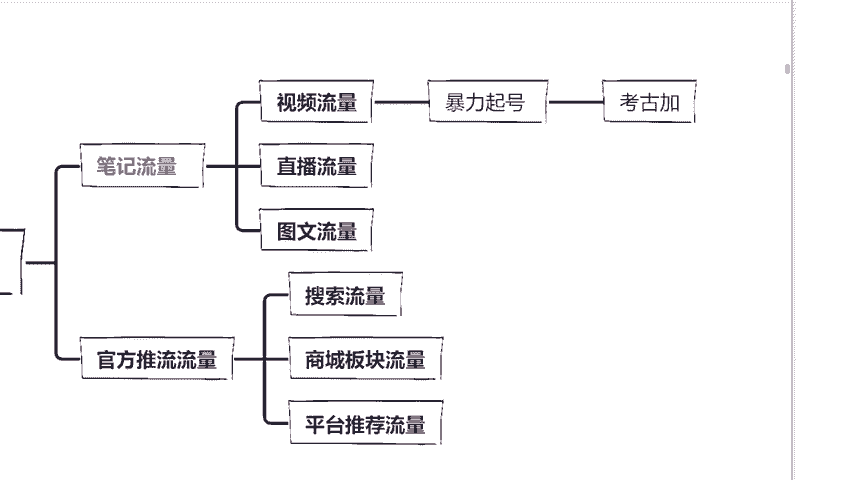 视频流量
暴力起号
考古加
笔记流量
直播流量
图文流量
搜索流量
官方推流流量
商城板块流量
平台推荐流量